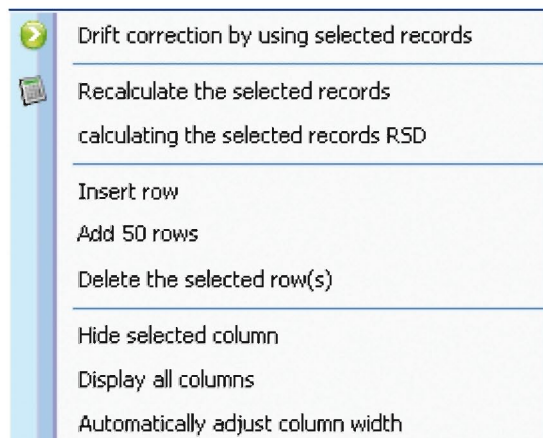 Drift correction by using selected records
Recalculate the selected records
calculating the selected records RSD
Insert row
Add 50 rows
Delete the selected row(s)
Hide selected column
Display all columns
Automatically adjust column width